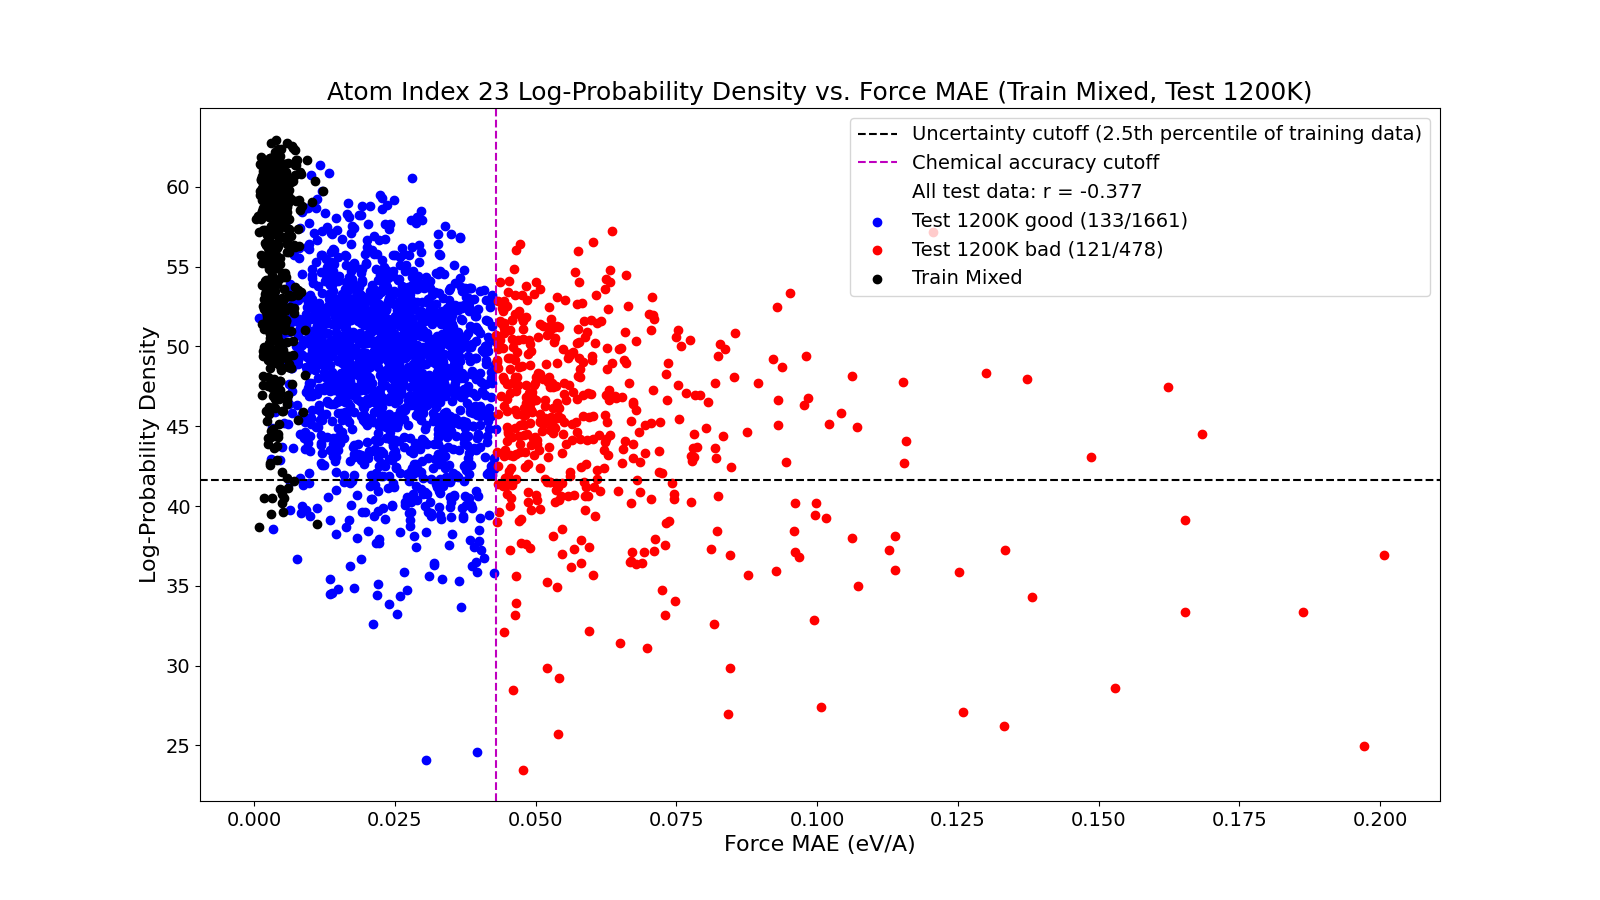 Atom Index 23 Log-Probability Density vs. Force MAE (Train Mixed, Test 1200K)
Uncertainty cutoff (2.5th percentile of training data)
Chemical accuracy cutoff
All test data: r = -0.377
Test 1200K good (133/1661)
Test 1200K bad (121/478)
Train Mixed
Log-Probability Density
60
55
50
45
40
35
30
25
0.000 0.025 0.050 0.075 0.100 0.125 0.150 0.175 0.200
Force MAE (eV/A)